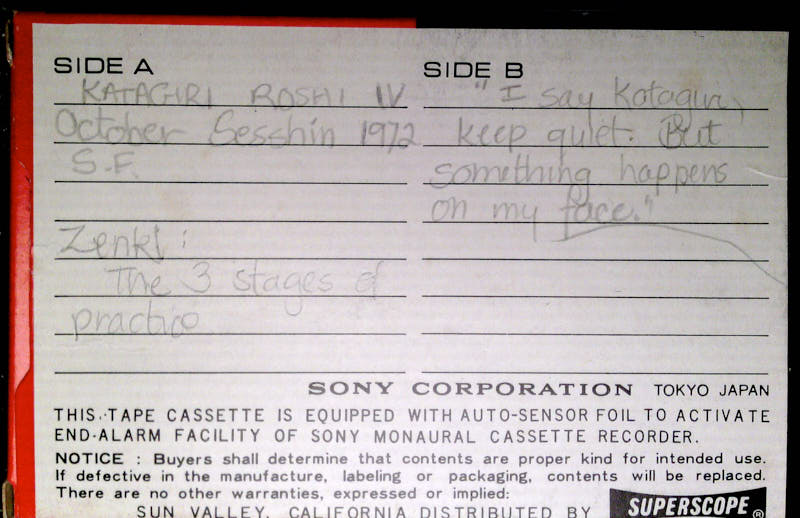 SIDE A
KATAGIRI ROSHI IV
October Sesshin 1972
S.F.
Zenki:
The 3 stages of
practice
SIDE B
"I say Katagiri,
keep quiet. But
something happens
on my face."
SONY CORPORATION TOKYO JAPAN
THIS TAPE CASSETTE IS EQUIPPED WITH AUTO-SENSOR FOIL TO ACTIVATE
END-ALARM FACILITY OF SONY MONAURAL CASSETTE RECORDER.
NOTICE : Buyers shall determine that contents are proper kind for intended use.
If defective in the manufacture, labeling or packaging, contents will be replaced.
There are no other warranties, expressed or implied:
SUN VALLEY, CALIFORNIA DISTRIBUTED BY SUPERSCOPE ®